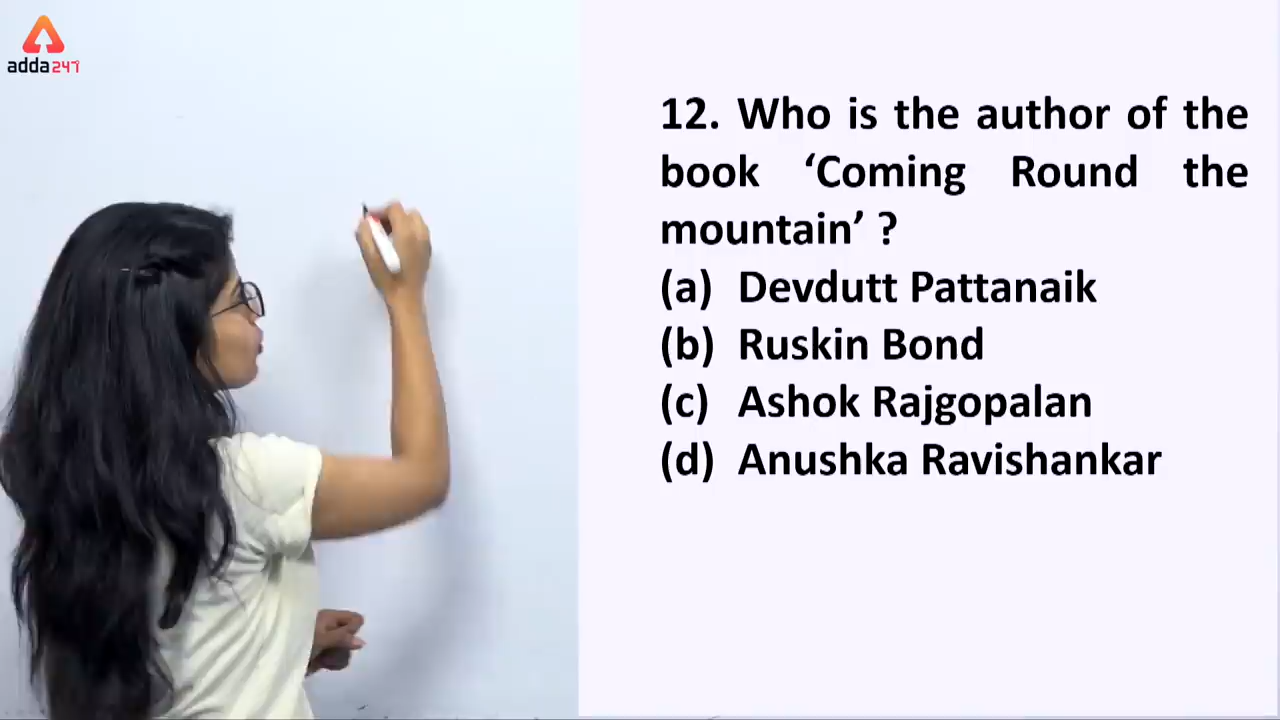 adda247
12. Who is the author of the
book ‘Coming Round the
mountain’ ?
(a) Devdutt Pattanaik
(b) Ruskin Bond
(c) Ashok Rajgopalan
(d) Anushka Ravishankar